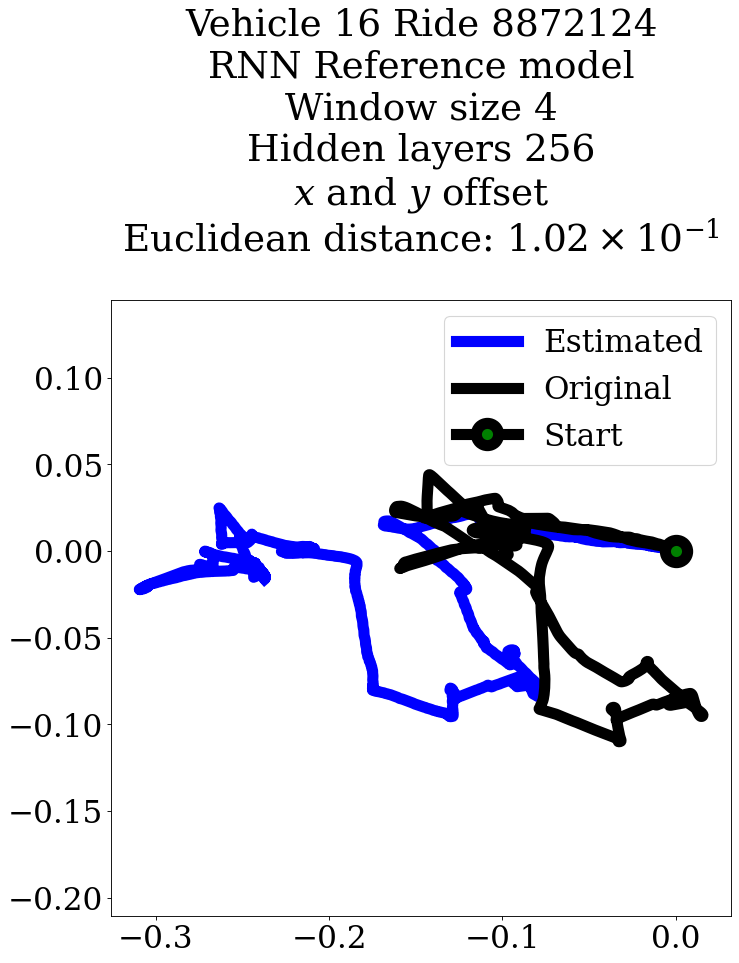 Vehicle 16 Ride 8872124
RNN Reference model
Window size 4
Hidden layers 256
x and y offset
Euclidean distance: 1.02 × 10⁻¹
Estimated
Original
Start
0.10
0.05
0.00
−0.05
−0.10
−0.15
−0.20
−0.3 −0.2 −0.1 0.0